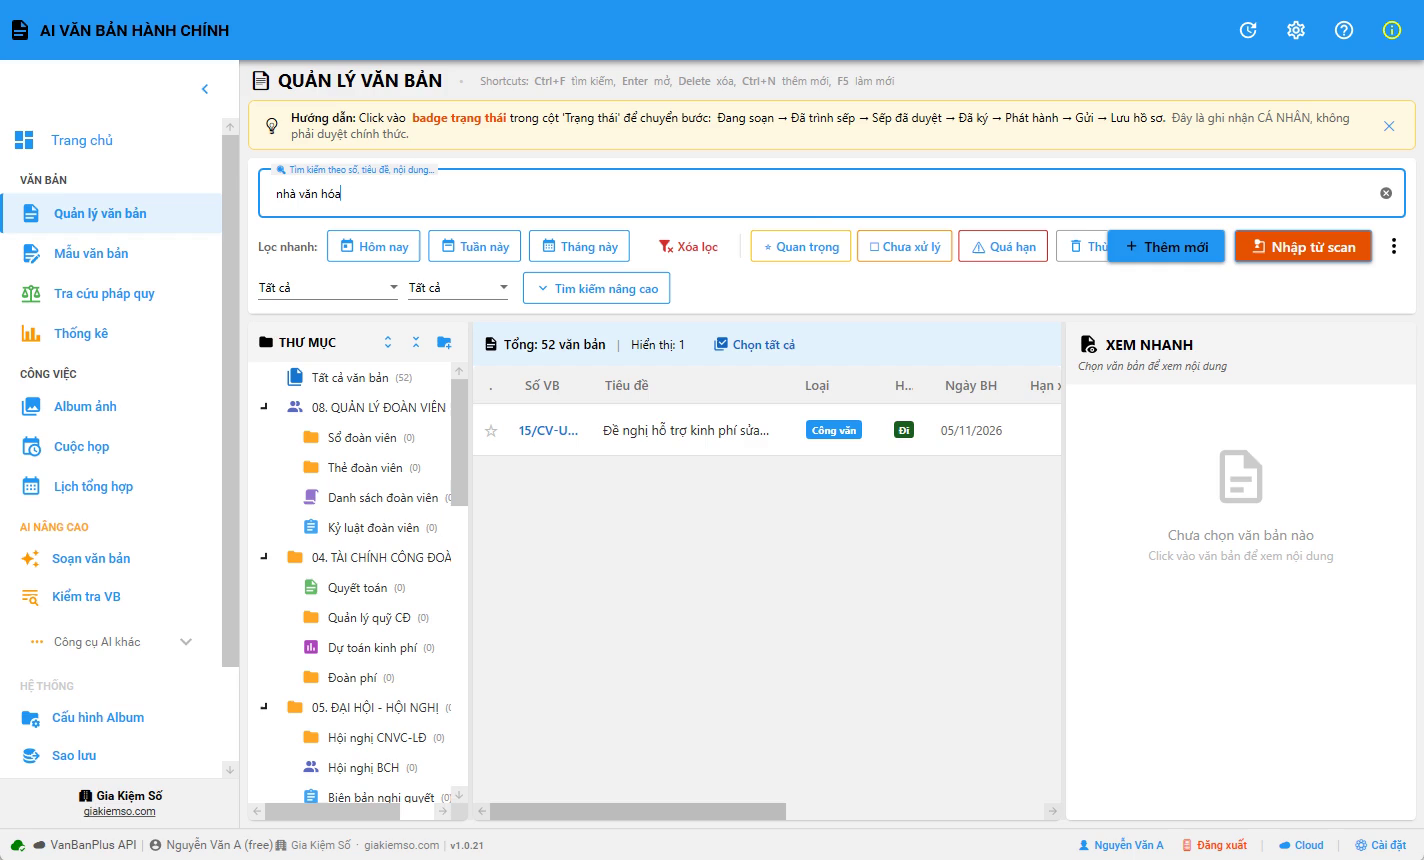 AI VĂN BẢN HÀNH CHÍNH
QUẢN LÝ VĂN BẢN
Shortcuts: Ctrl+F tìm kiếm, Enter mở, Delete xóa, Ctrl+N thêm mới, F5 làm mới
Hướng dẫn: Click vào badge trạng thái trong cột 'Trạng thái' để chuyển bước: Đang soạn → Đã trình sếp → Sếp đã duyệt → Đã ký → Phát hành → Gửi → Lưu hồ sơ. Đây là ghi nhận CÁ NHÂN, không
phải duyệt chính thức.
Tìm kiếm theo số, tiêu đề, nội dung...
nhà văn hóa
Lọc nhanh: Hôm nay Tuần này Tháng này Xóa lọc Quan trọng Chưa xử lý Quá hạn Thù + Thêm mới Nhập từ scan
Tất cả Tất cả Tìm kiếm nâng cao
Trang chủ
VĂN BẢN
Quản lý văn bản
Mẫu văn bản
Tra cứu pháp quy
Thống kê
CÔNG VIỆC
Album ảnh
Cuộc họp
Lịch tổng hợp
AI NÂNG CAO
Soạn văn bản
Kiểm tra VB
Công cụ AI khác
HỆ THỐNG
Cấu hình Album
Sao lưu
Gia Kiệm Số
giakiemso.com
THƯ MỤC
Tất cả văn bản (52)
08. QUẢN LÝ ĐOÀN VIÊN
Sổ đoàn viên (0)
Thẻ đoàn viên (0)
Danh sách đoàn viên (0
Kỷ luật đoàn viên (0)
04. TÀI CHÍNH CÔNG ĐOÀ
Quyết toán (0)
Quản lý quỹ CĐ (0)
Dự toán kinh phí (0)
Đoàn phí (0)
05. ĐẠI HỘI - HỘI NGHỊ (0
Hội nghị CNVC-LĐ (0)
Hội nghị BCH (0)
Biên bản nghị quyết (0)
Tổng: 52 văn bản | Hiển thị: 1 Chọn tất cả
. Số VB Tiêu đề Loại H... Ngày BH Hạn x
15/CV-U... Đề nghị hỗ trợ kinh phí sửa... Công văn Đi 05/11/2026
XEM NHANH
Chọn văn bản để xem nội dung
Chưa chọn văn bản nào
Click vào văn bản để xem nội dung
VanBanPlus API | Nguyễn Văn A (free) Gia Kiệm Số · giakiemso.com | v1.0.21
Nguyễn Văn A Đăng xuất | Cloud | Cài đặt